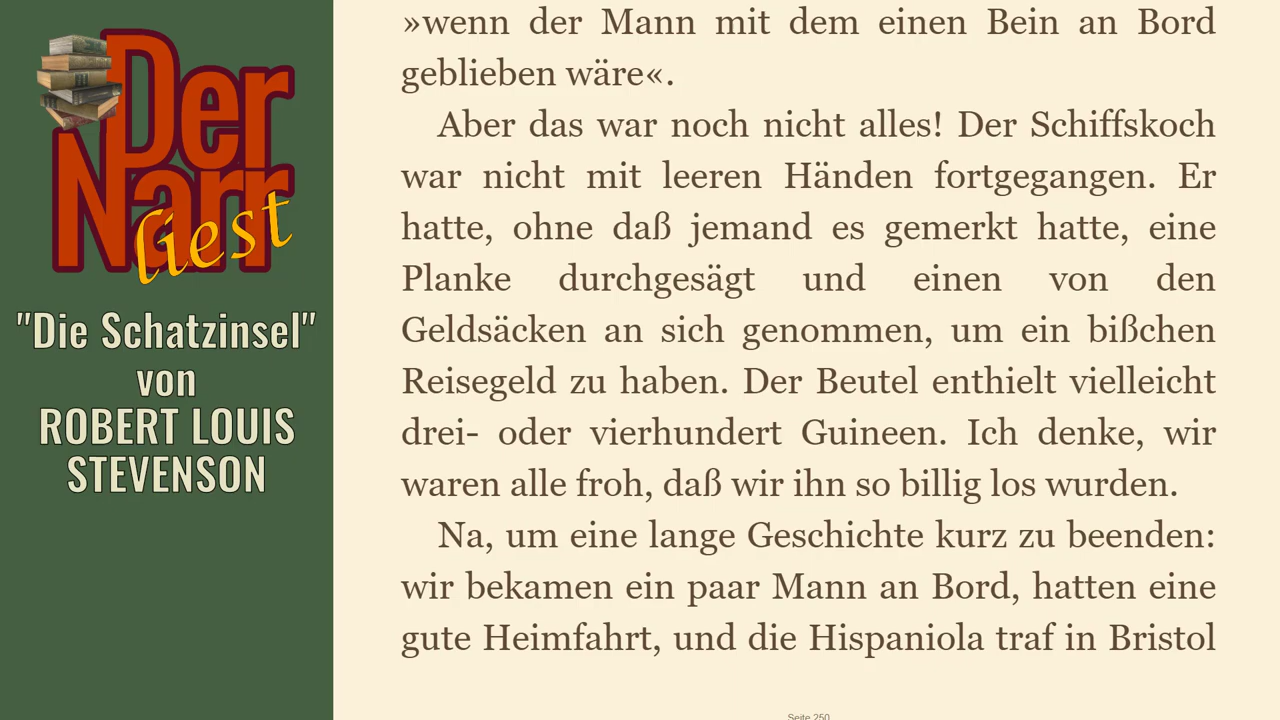 Der
Narr
liest
"Die Schatzinsel"
von
ROBERT LOUIS
STEVENSON
»wenn der Mann mit dem einen Bein an Bord
geblieben wäre«.
Aber das war noch nicht alles! Der Schiffskoch
war nicht mit leeren Händen fortgegangen. Er
hatte, ohne daß jemand es gemerkt hatte, eine
Planke durchgesägt und einen von den
Geldsäcken an sich genommen, um ein bißchen
Reisegeld zu haben. Der Beutel enthielt vielleicht
drei- oder vierhundert Guineen. Ich denke, wir
waren alle froh, daß wir ihn so billig los wurden.
Na, um eine lange Geschichte kurz zu beenden:
wir bekamen ein paar Mann an Bord, hatten eine
gute Heimfahrt, und die Hispaniola traf in Bristol
Seite 250